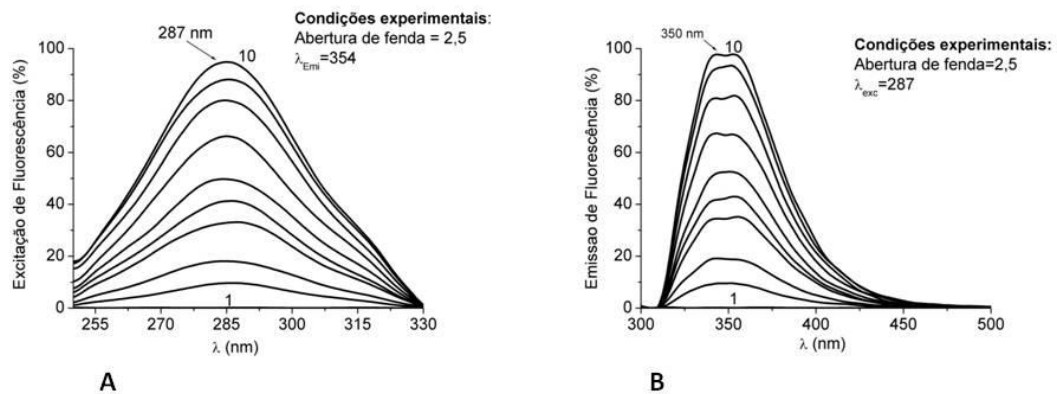 Condições experimentais:
Abertura de fenda = 2,5
λEmi=354
287 nm
10
Excitação de Fluorescência (%)
100
80
60
40
20
0
1
255 270 285 300 315 330
λ (nm)
A
350 nm
10
Condições experimentais:
Abertura de fenda=2,5
λexc=287
Emissao de Fluorescência (%)
100
80
60
40
20
0
1
300 350 400 450 500
λ (nm)
B